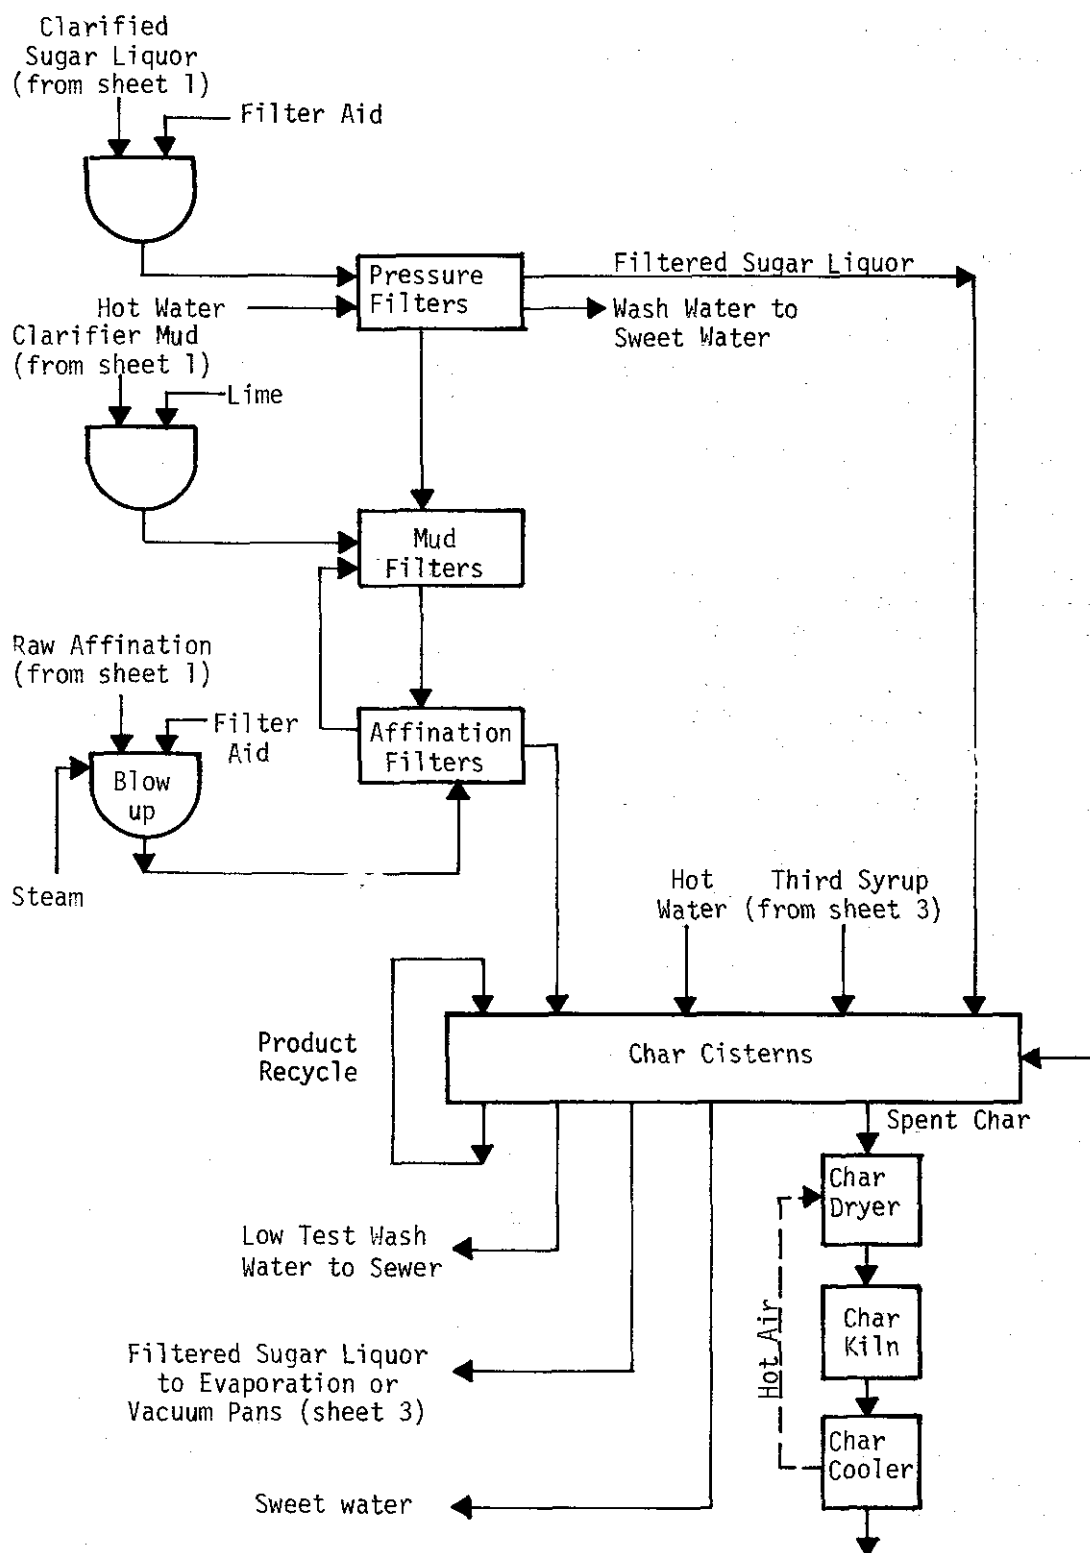 Clarified
Sugar Liquor
(from sheet 1)
Filter Aid
Pressure
Filters
Filtered Sugar Liquor
Hot Water
Wash Water to
Sweet Water
Clarifier Mud
(from sheet 1)
Lime
Mud
Filters
Raw Affination
(from sheet 1)
Filter
Aid
Blow
up
Steam
Affination
Filters
Hot
Water
Third Syrup
(from sheet 3)
Product
Recycle
Char Cisterns
Spent Char
Char
Dryer
Low Test Wash
Water to Sewer
Hot Air
Char
Kiln
Filtered Sugar Liquor
to Evaporation or
Vacuum Pans (sheet 3)
Char
Cooler
Sweet water